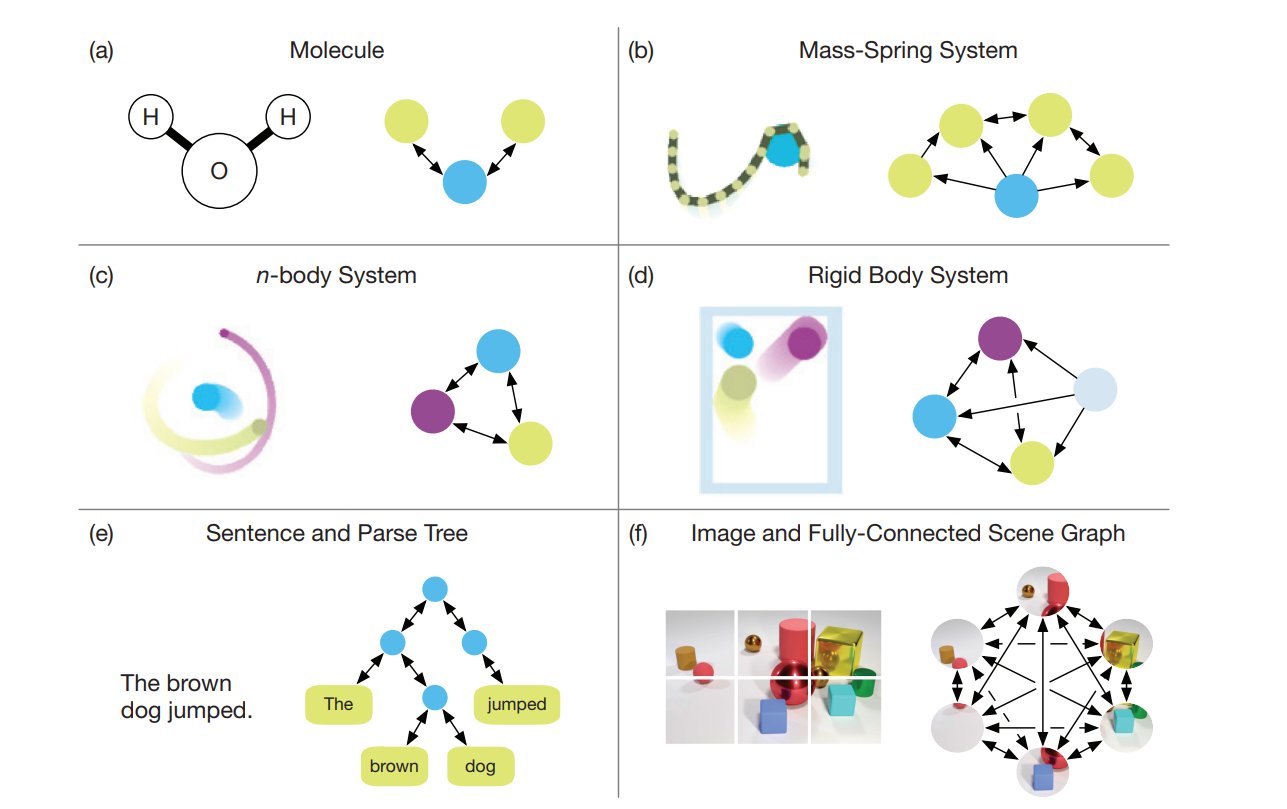 (a) Molecule
H H
O
(b) Mass-Spring System
(c) n-body System
(d) Rigid Body System
(e) Sentence and Parse Tree
The brown
dog jumped.
The jumped
brown dog
(f) Image and Fully-Connected Scene Graph